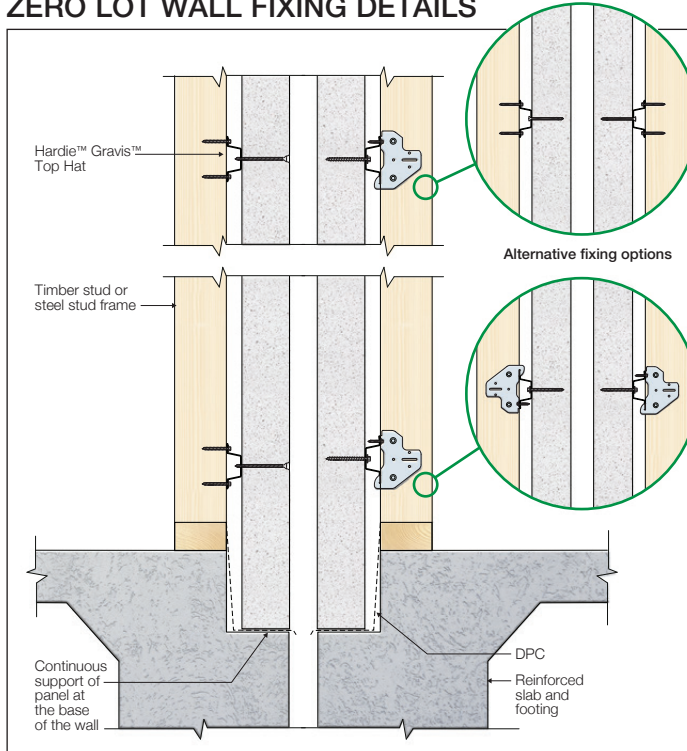 ZERO LOT WALL FIXING DETAILS
Hardie™ Gravis™
Top Hat
Alternative fixing options
Timber stud or
steel stud frame
Continuous
support of
panel at
the base
of the wall
DPC
Reinforced
slab and
footing